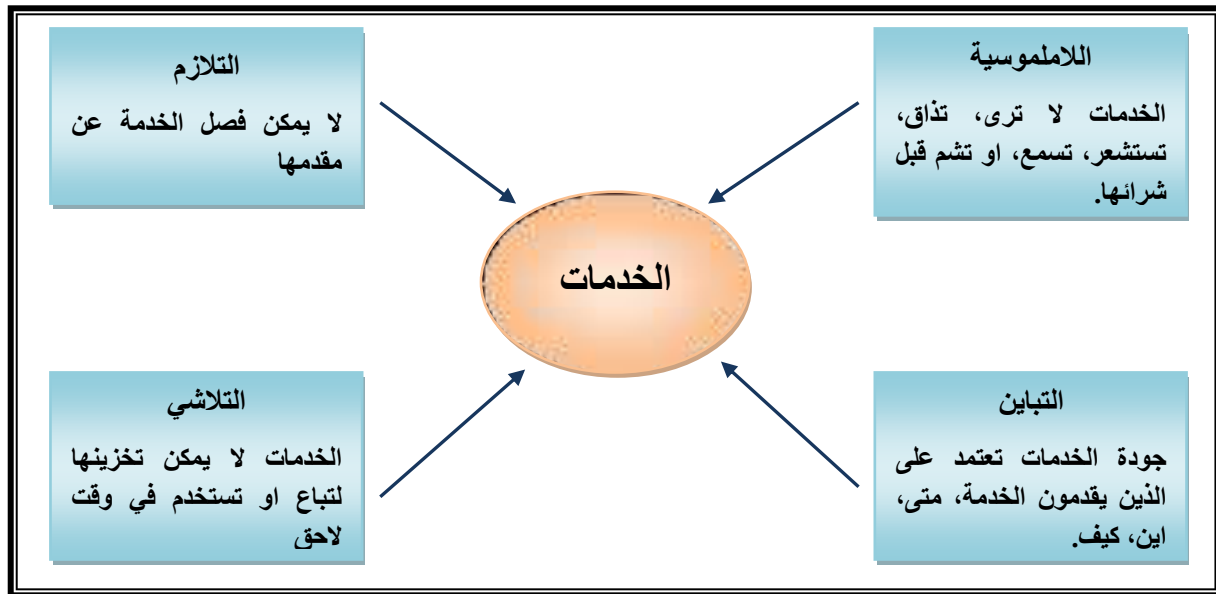 اللاملموسية
الخدمات لا ترى، تذاق،
تستشعر، تسمع، او تشم قبل
شرائها.
التلازم
لا يمكن فصل الخدمة عن
مقدمها
الخدمات
التباين
جودة الخدمات تعتمد على
الذين يقدمون الخدمة، متى،
اين، كيف.
التلاشي
الخدمات لا يمكن تخزينها
لتباع او تستخدم في وقت
لاحق